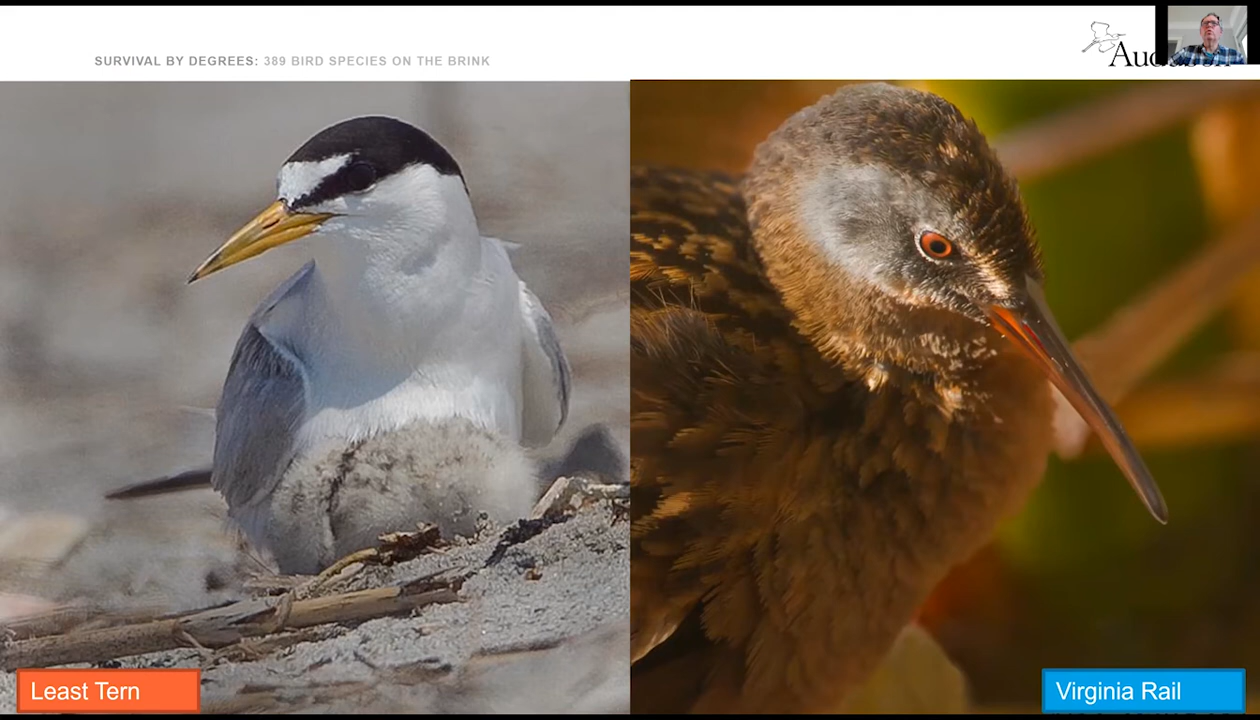 SURVIVAL BY DEGREES: 389 BIRD SPECIES ON THE BRINK
Least Tern
Virginia Rail